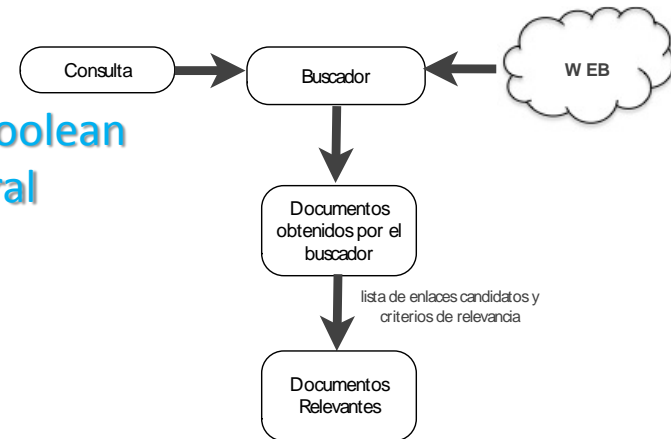 Consulta
Buscador
W EB
oolean
ral
Documentos
obtenidos por el
buscador
lista de enlaces candidatos y
criterios de relevancia
Documentos
Relevantes